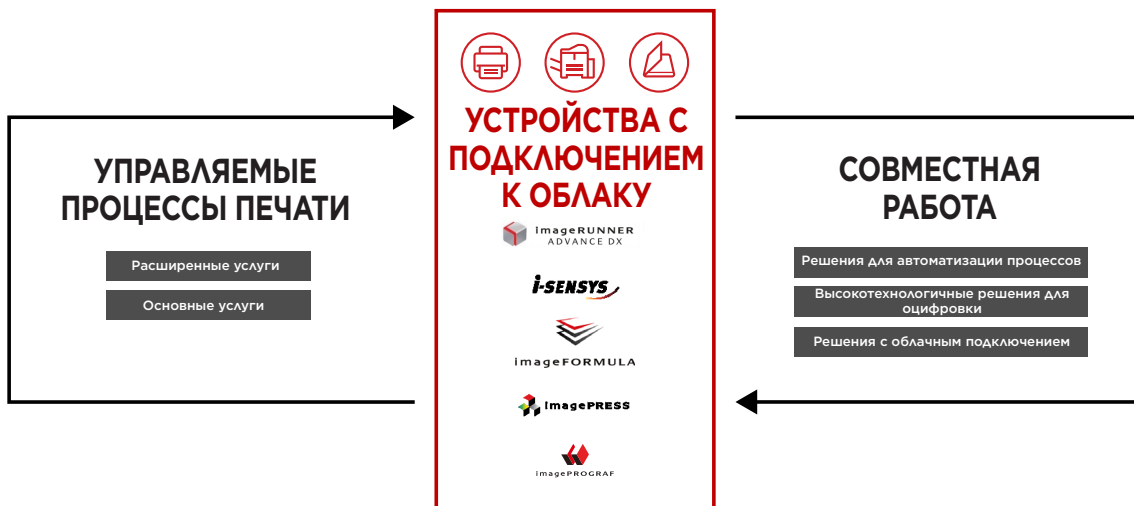 УПРАВЛЯЕМЫЕ
ПРОЦЕССЫ ПЕЧАТИ
Расширенные услуги
Основные услуги
УСТРОЙСТВА С
ПОДКЛЮЧЕНИЕМ
К ОБЛАКУ
imageRUNNER
ADVANCE DX
i-SENSYS
imageFORMULA
imagePRESS
imagePROGRAF
СОВМЕСТНАЯ
РАБОТА
Решения для автоматизации процессов
Высокотехнологичные решения для
оцифровки
Решения с облачным подключением